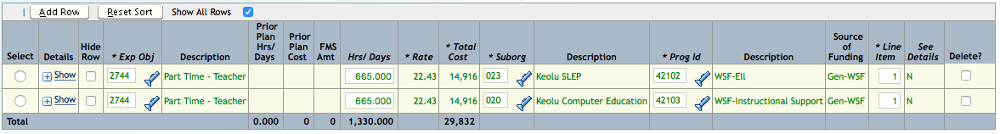 | Add Row Reset Sort Show All Rows
Select Details Hide Row * Exp Obj Description Prior Plan Hrs/ Days Prior Plan Cost FMS Amt Hrs/ Days * Rate * Total Cost * Suborg Description * Prog Id Description Source of Funding * Line Item See Details Delete?
Show 2744 Part Time - Teacher 665.000 22.43 14,916 023 Keolu SLEP 42102 WSF-Ell Gen-WSF 1 N
Show 2744 Part Time - Teacher 665.000 22.43 14,916 020 Keolu Computer Education 42103 WSF-Instructional Support Gen-WSF 1 N
Total 0.000 0 0 1,330.000 29,832